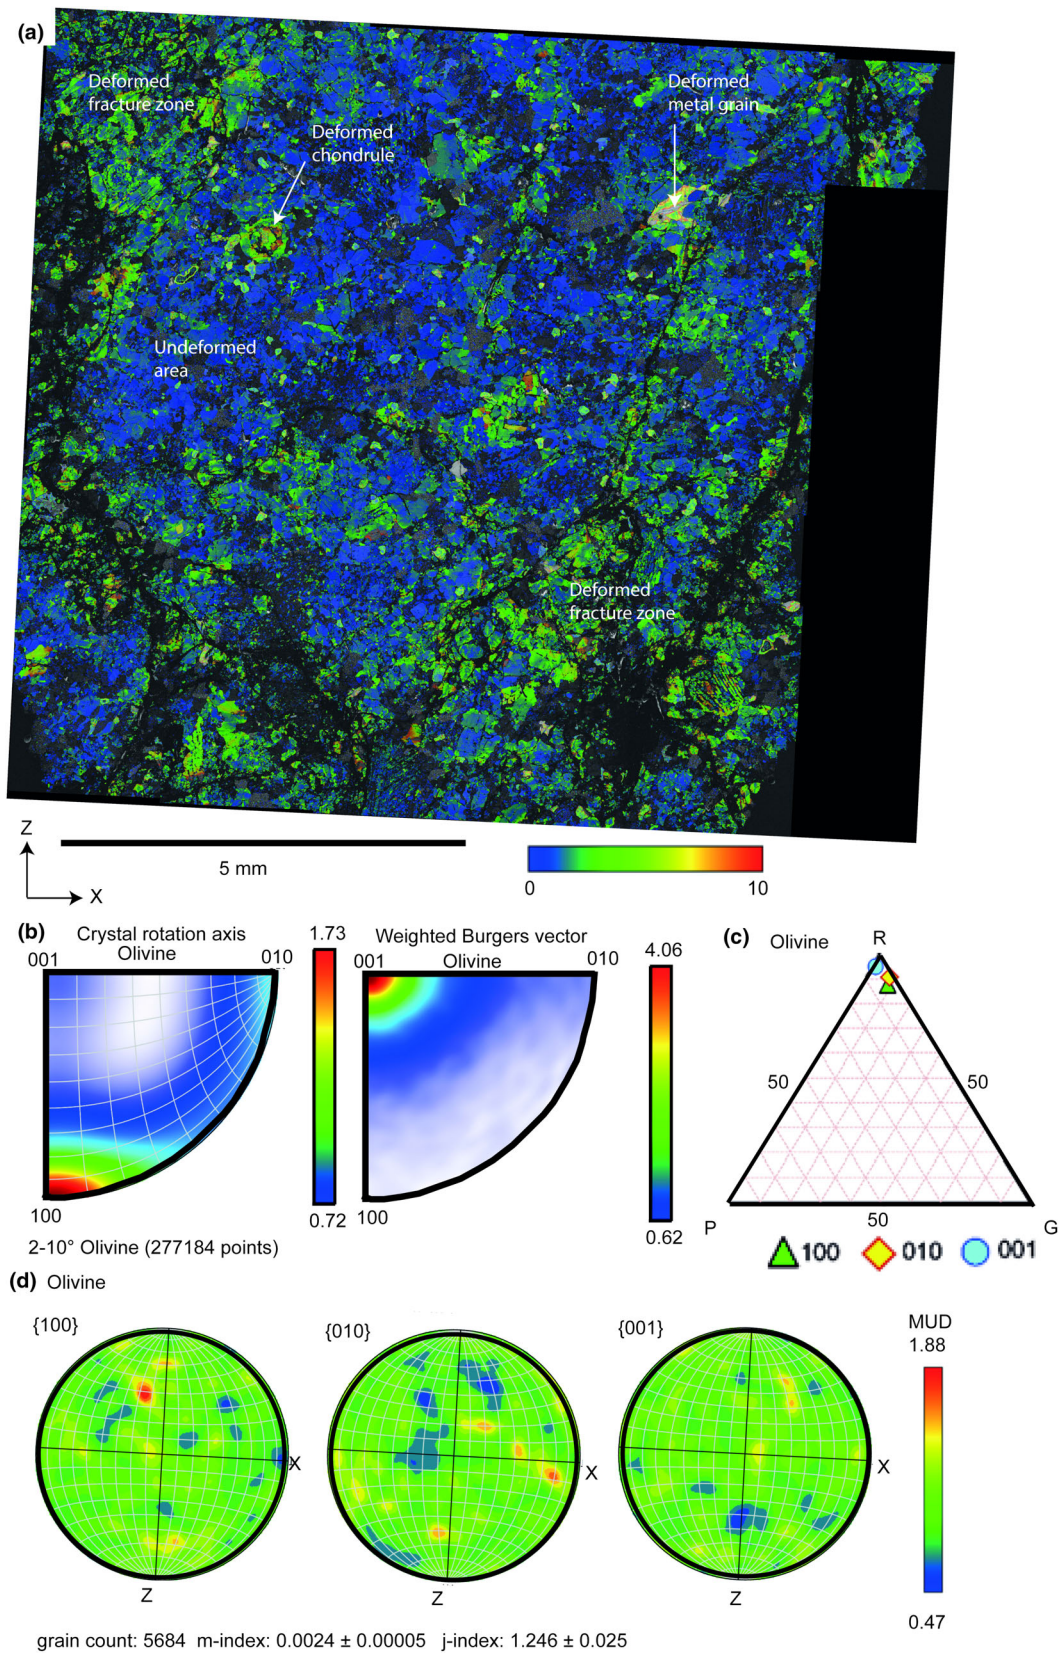 (a)
Deformed
fracture zone
Deformed
chondrule
Deformed
metal grain
Undeformed
area
Deformed
fracture zone
Z
X
5 mm
0
10
(b)
Crystal rotation axis
Olivine
001
010
100
1.73
0.72
2-10° Olivine (277184 points)
Weighted Burgers vector
Olivine
001
010
100
4.06
0.62
(c)
Olivine
R
50
50
P
50
G
100
010
001
(d) Olivine
{100}
X
Z
{010}
X
Z
{001}
X
Z
MUD
1.88
0.47
grain count: 5684 m-index: 0.0024 ± 0.00005 j-index: 1.246 ± 0.025